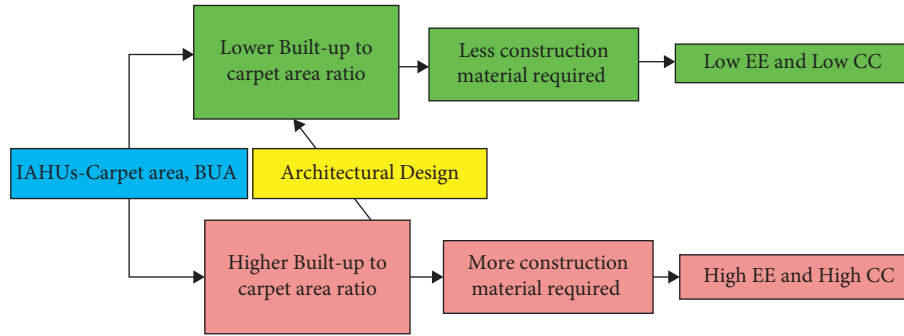 Lower Built-up to
carpet area ratio
Less construction
material required
Low EE and Low CC
IAHUs-Carpet area, BUA
Architectural Design
Higher Built-up to
carpet area ratio
More construction
material required
High EE and High CC